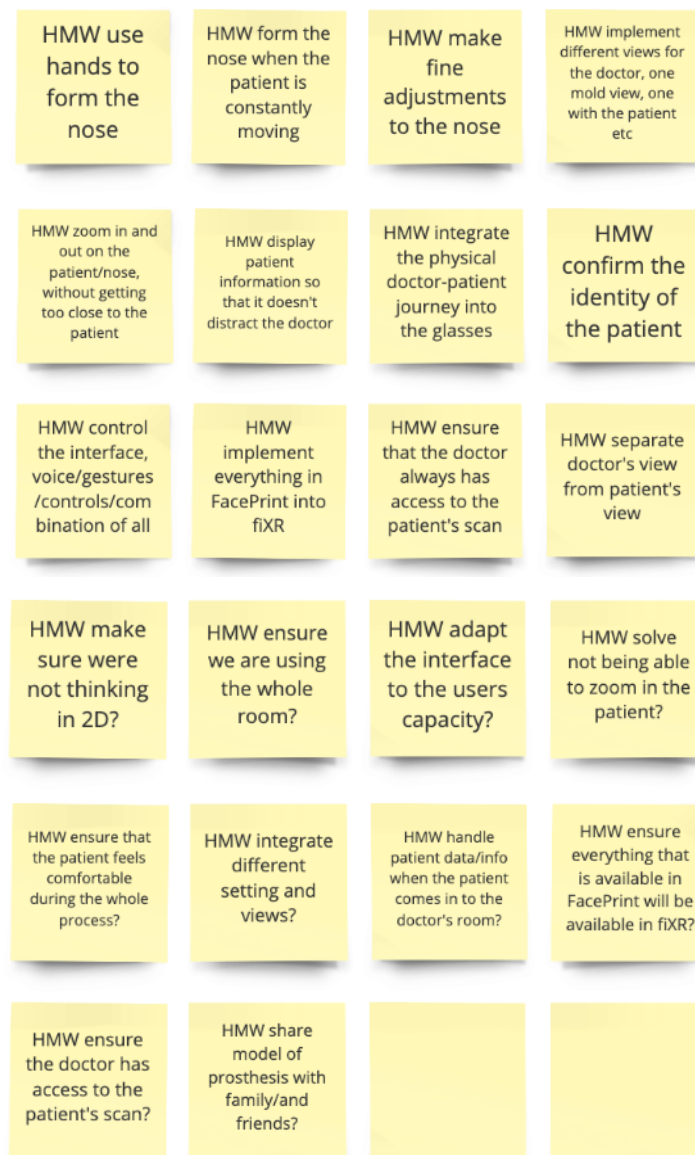 HMW use
hands to
form the
nose
HMW form the
nose when the
patient is
constantly
moving
HMW make
fine
adjustments
to the nose
HMW implement
different views for
the doctor, one
mold view, one
with the patient
etc
HMW zoom in and
out on the
patient/nose,
without getting
too close to the
patient
HMW display
patient
information so
that it doesn't
distract the doctor
HMW integrate
the physical
doctor-patient
journey into
the glasses
HMW
confirm the
identity of
the patient
HMW control
the interface,
voice/gestures
/controls/com
bination of all
HMW
implement
everything in
FacePrint into
fiXR
HMW ensure
that the doctor
always has
access to the
patient's scan
HMW separate
doctor's view
from patient's
view
HMW make
sure were
not thinking
in 2D?
HMW ensure
we are using
the whole
room?
HMW adapt
the interface
to the users
capacity?
HMW solve
not being able
to zoom in the
patient?
HMW ensure that
the patient feels
comfortable
during the whole
process?
HMW integrate
different
setting and
views?
HMW handle
patient data/info
when the patient
comes in to the
doctor's room?
HMW ensure
everything that
is available in
FacePrint will be
available in fiXR?
HMW ensure
the doctor has
access to the
patient's scan?
HMW share
model of
prosthesis with
family/and
friends?